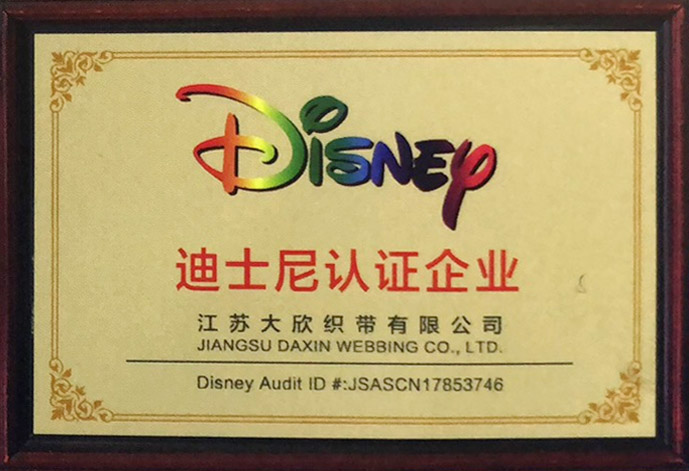 Disney
迪士尼认证企业
江苏大欣织带有限公司
JIANGSU DAXIN WEBBING CO., LTD.
Disney Audit ID #:JSASCN17853746